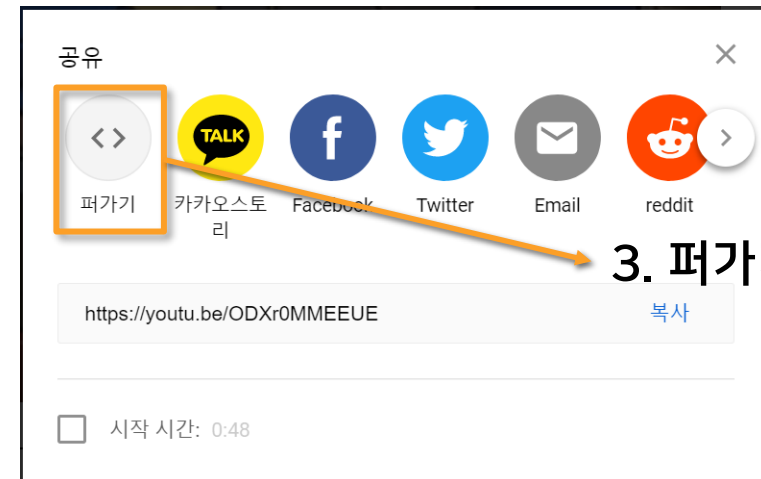 공유
TALK
퍼가기
카카오스토
리
Facebook
Twitter
Email
reddit
3. 퍼가
https://youtu.be/ODXr0MMEEUE
복사
시작 시간: 0:48